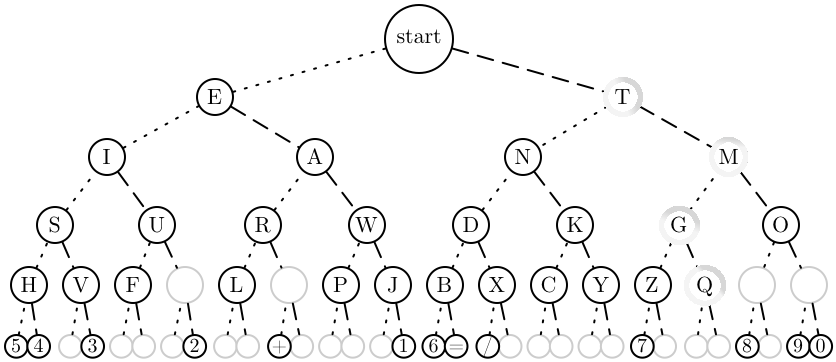 start
E T
I A N M
S U R W D K G O
H V F L P J B X C Y Z Q
5 4 3 2 + 1 6 = / 7 8 9 0